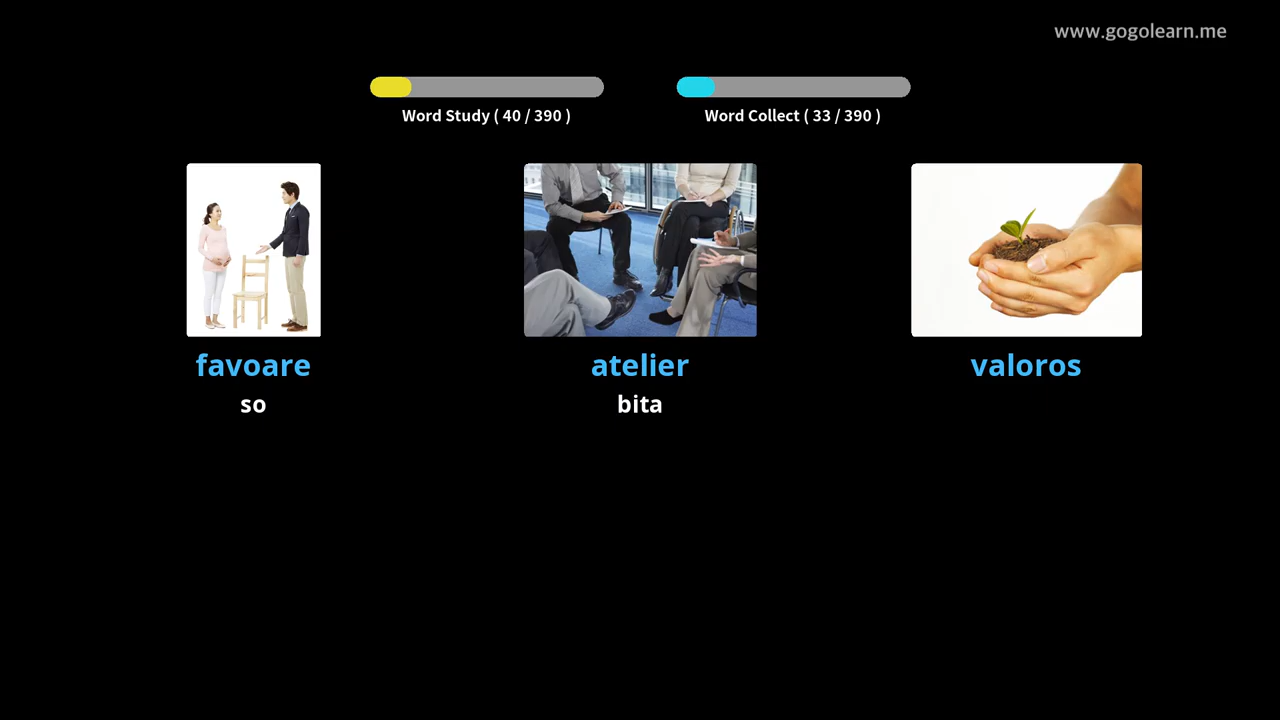 www.gogolearn.me
Word Study ( 40 / 390 )
Word Collect ( 33 / 390 )
favoare
so
atelier
bita
valoros